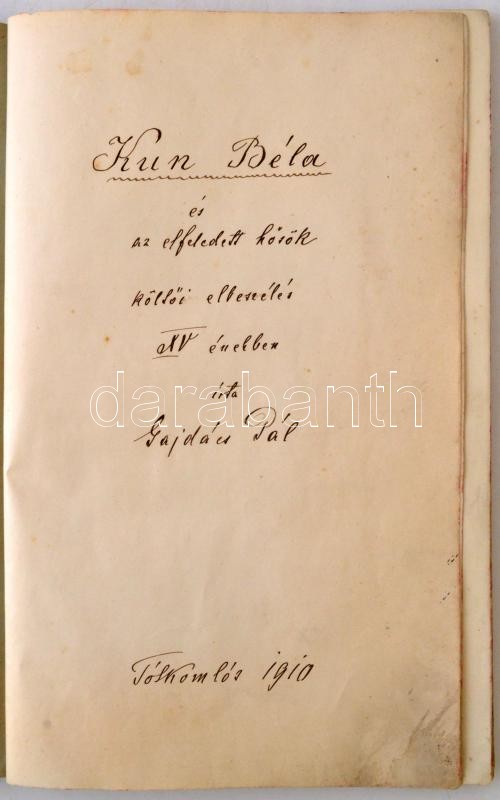 Kun Béla
és
az elfeledett hősök
költői elbeszélés
XV énekben
írta
darabanth
Gajdács Pál
Tótkomlós 1910